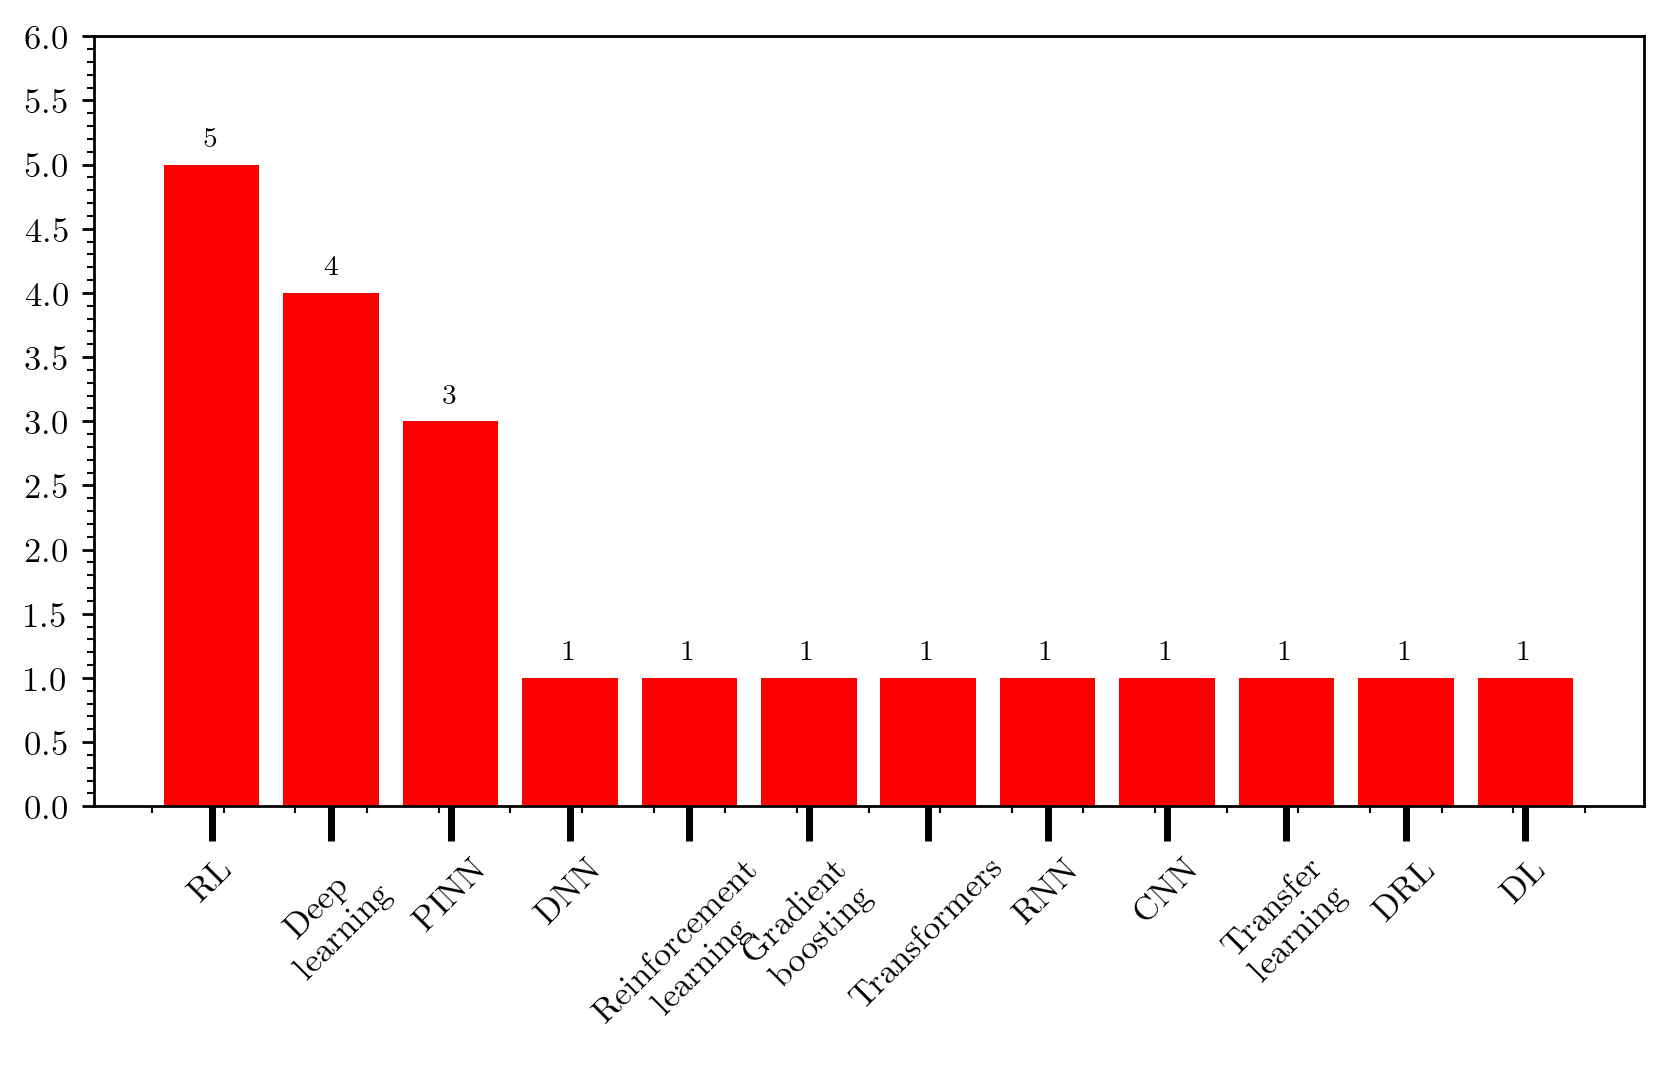 6.0
5.5
5.0
4.5
4.0
3.5
3.0
2.5
2.0
1.5
1.0
0.5
0.0
5
4
3
1
1
1
1
1
1
1
1
1
RL
Deep
learning
PINN
DNN
Reinforcement
learning
Gradient
boosting
Transformers
RNN
CNN
Transfer
learning
DRL
DL